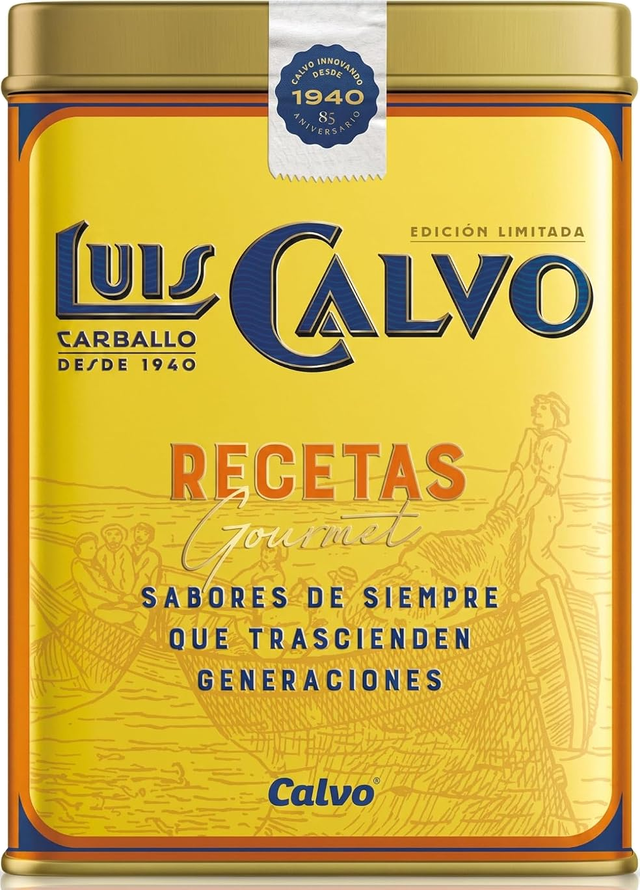 CALVO INNOVANDO
DESDE
1940
85
ANIVERSARIO
EDICIÓN LIMITADA
LUIS CALVO
CARBALLO
DESDE 1940
RECETAS
Gourmet
SABORES DE SIEMPRE
QUE TRASCIENDEN
GENERACIONES
Calvo®